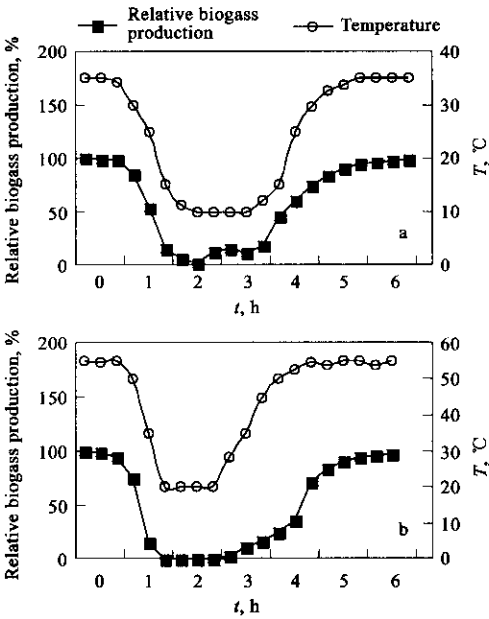 Relative biogass production
Temperature
Relative biogass production, %
200
150
100
50
0
40
30
20
10
0
T, ℃
a
0 1 2 3 4 5 6
t, h
Relative biogass production, %
200
150
100
50
0
60
50
40
30
20
10
0
T, ℃
b
0 1 2 3 4 5 6
t, h